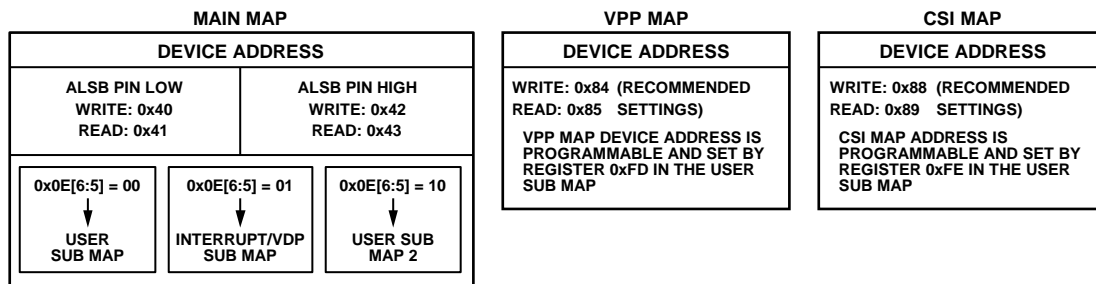 MAIN MAP
DEVICE ADDRESS
ALSB PIN LOW
WRITE: 0x40
READ: 0x41
ALSB PIN HIGH
WRITE: 0x42
READ: 0x43
0x0E[6:5] = 00
USER
SUB MAP
0x0E[6:5] = 01
INTERRUPT/VDP
SUB MAP
0x0E[6:5] = 10
USER SUB
MAP 2
VPP MAP
DEVICE ADDRESS
WRITE: 0x84 (RECOMMENDED
READ: 0x85 SETTINGS)
VPP MAP DEVICE ADDRESS IS
PROGRAMMABLE AND SET BY
REGISTER 0xFD IN THE USER
SUB MAP
CSI MAP
DEVICE ADDRESS
WRITE: 0x88 (RECOMMENDED
READ: 0x89 SETTINGS)
CSI MAP ADDRESS IS
PROGRAMMABLE AND SET BY
REGISTER 0xFE IN THE USER
SUB MAP